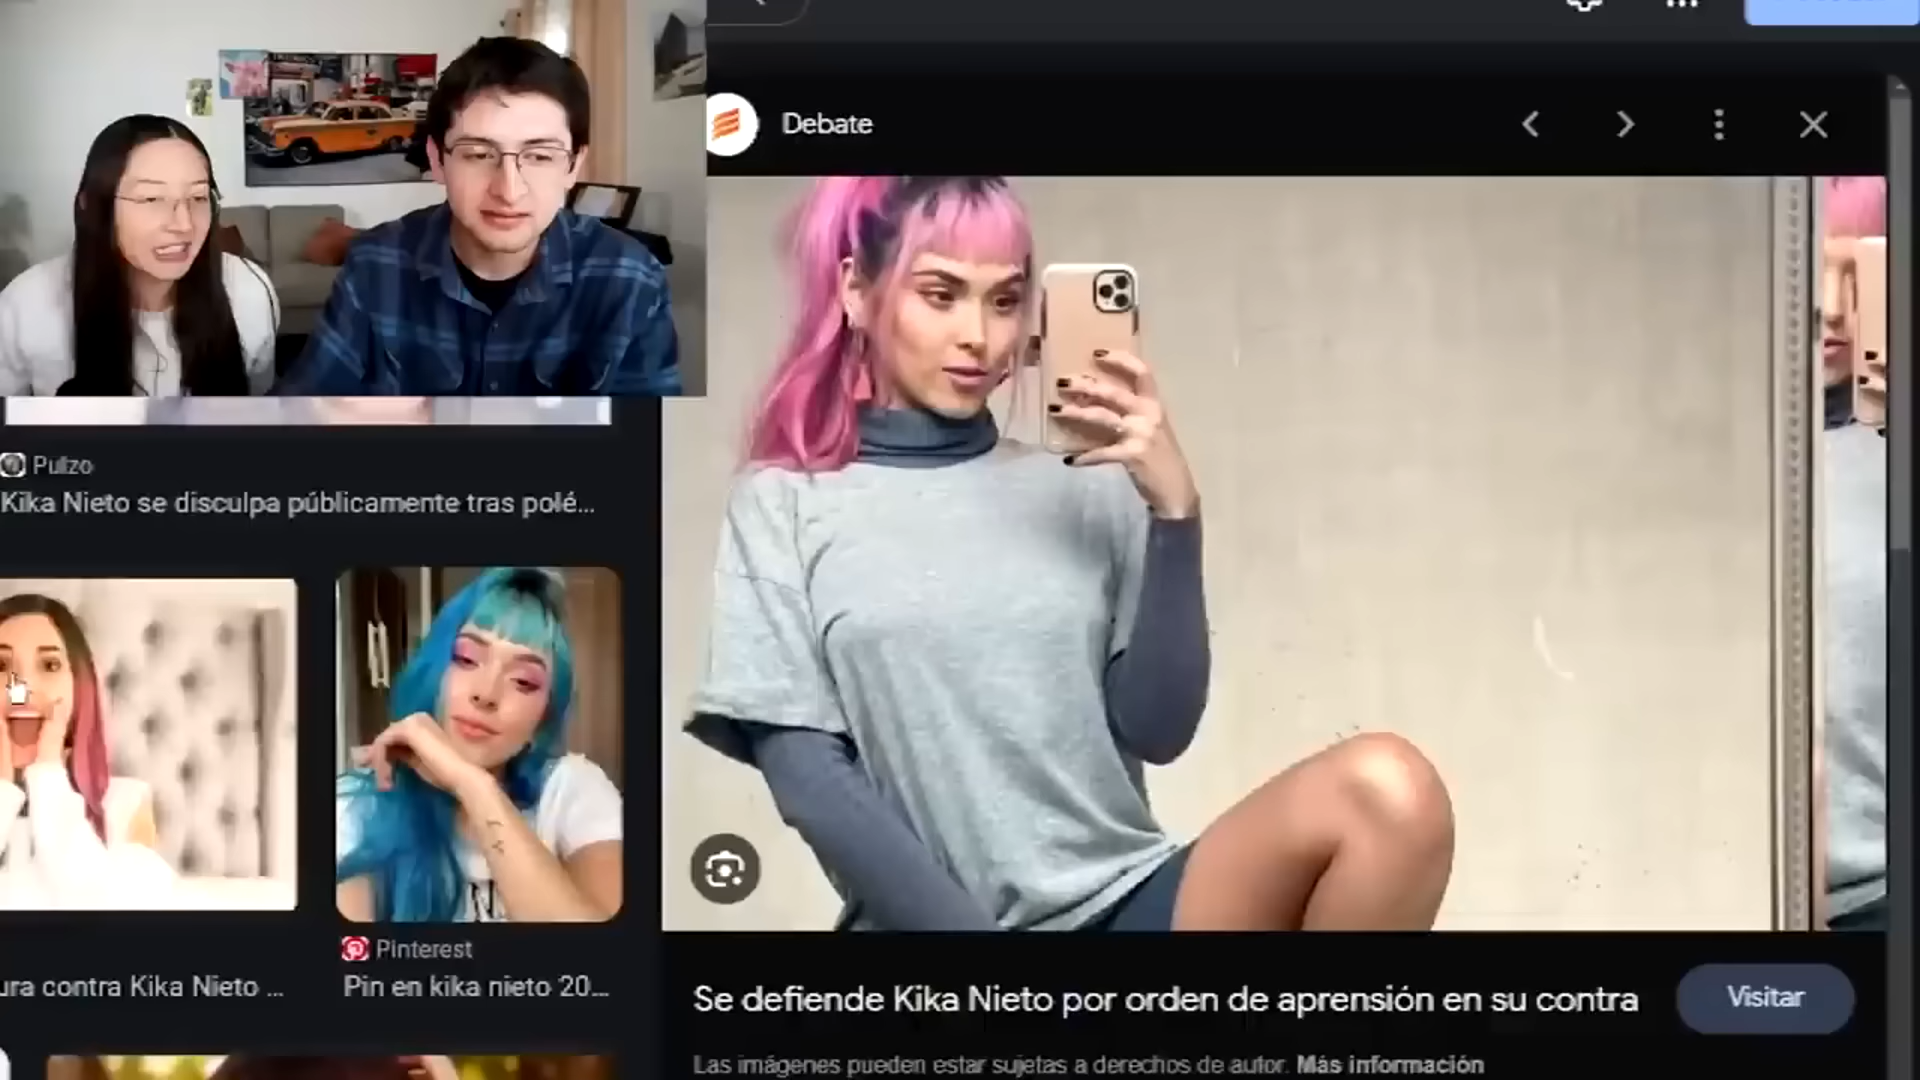 Debate
Pulzo
Kika Nieto se disculpa públicamente tras polé...
ura contra Kika Nieto ...
Pinterest
Pin en kika nieto 20...
Se defiende Kika Nieto por orden de aprensión en su contra
Visitar
Las imágenes pueden estar sujetas a derechos de autor. Más información